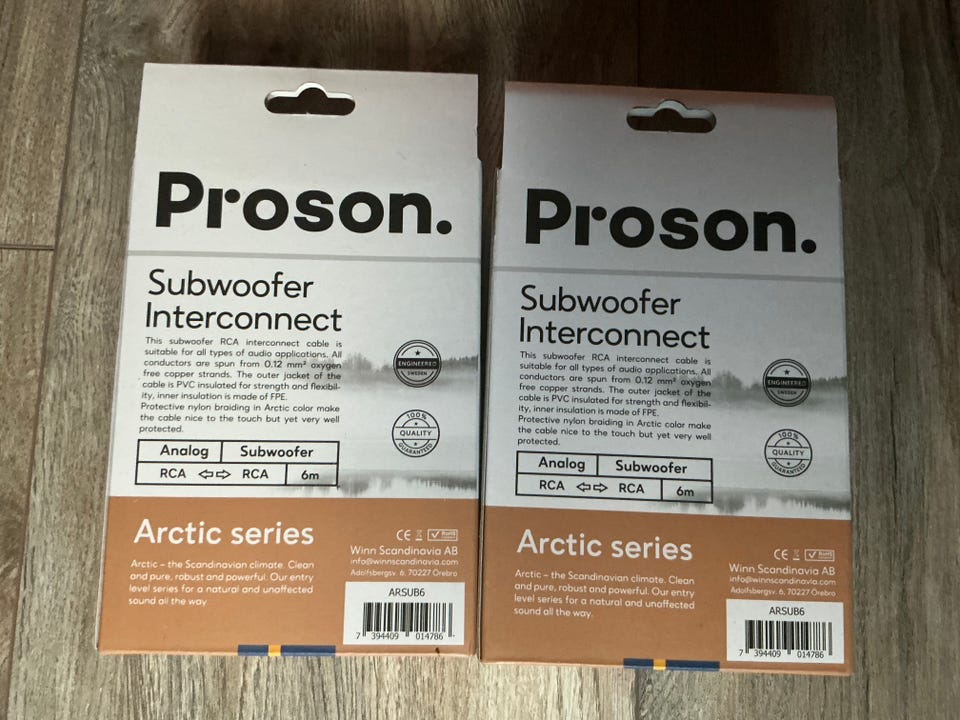 Proson.
Subwoofer
Interconnect
This subwoofer RCA interconnect cable is
suitable for all types of audio applications. All
conductors are spun from 0.12 mm² oxygen
free copper strands. The outer jacket of the
cable is PVC insulated for strength and flexibil-
ity, inner insulation is made of FPE.
Protective nylon braiding in Arctic color make
the cable nice to the touch but yet very well
protected.
ENGINEERED
SWEDEN
100%
QUALITY
GUARANTEED
Analog Subwoofer
RCA ⇦⇨ RCA 6m
Arctic series
Arctic – the Scandinavian climate. Clean
and pure, robust and powerful. Our entry
level series for a natural and unaffected
sound all the way
CE RoHS
Winn Scandinavia AB
info@winnscandinavia.com
Adolfsbergsv. 6, 70227 Örebro
ARSUB6
7 394409 014786
Proson.
Subwoofer
Interconnect
This subwoofer RCA interconnect cable is
suitable for all types of audio applications. All
conductors are spun from 0.12 mm² oxygen
free copper strands. The outer jacket of the
cable is PVC insulated for strength and flexibil-
ity, inner insulation is made of FPE.
Protective nylon braiding in Arctic color make
the cable nice to the touch but yet very well
protected.
ENGINEERED
SWEDEN
100%
QUALITY
GUARANTEED
Analog Subwoofer
RCA ⇦⇨ RCA 6m
Arctic series
Arctic – the Scandinavian climate. Clean
and pure, robust and powerful. Our entry
level series for a natural and unaffected
sound all the way.
CE RoHS
Winn Scandinavia AB
info@winnscandinavia.com
Adolfsbergsv. 6, 70227 Örebro
ARSUB6
7 394409 014786